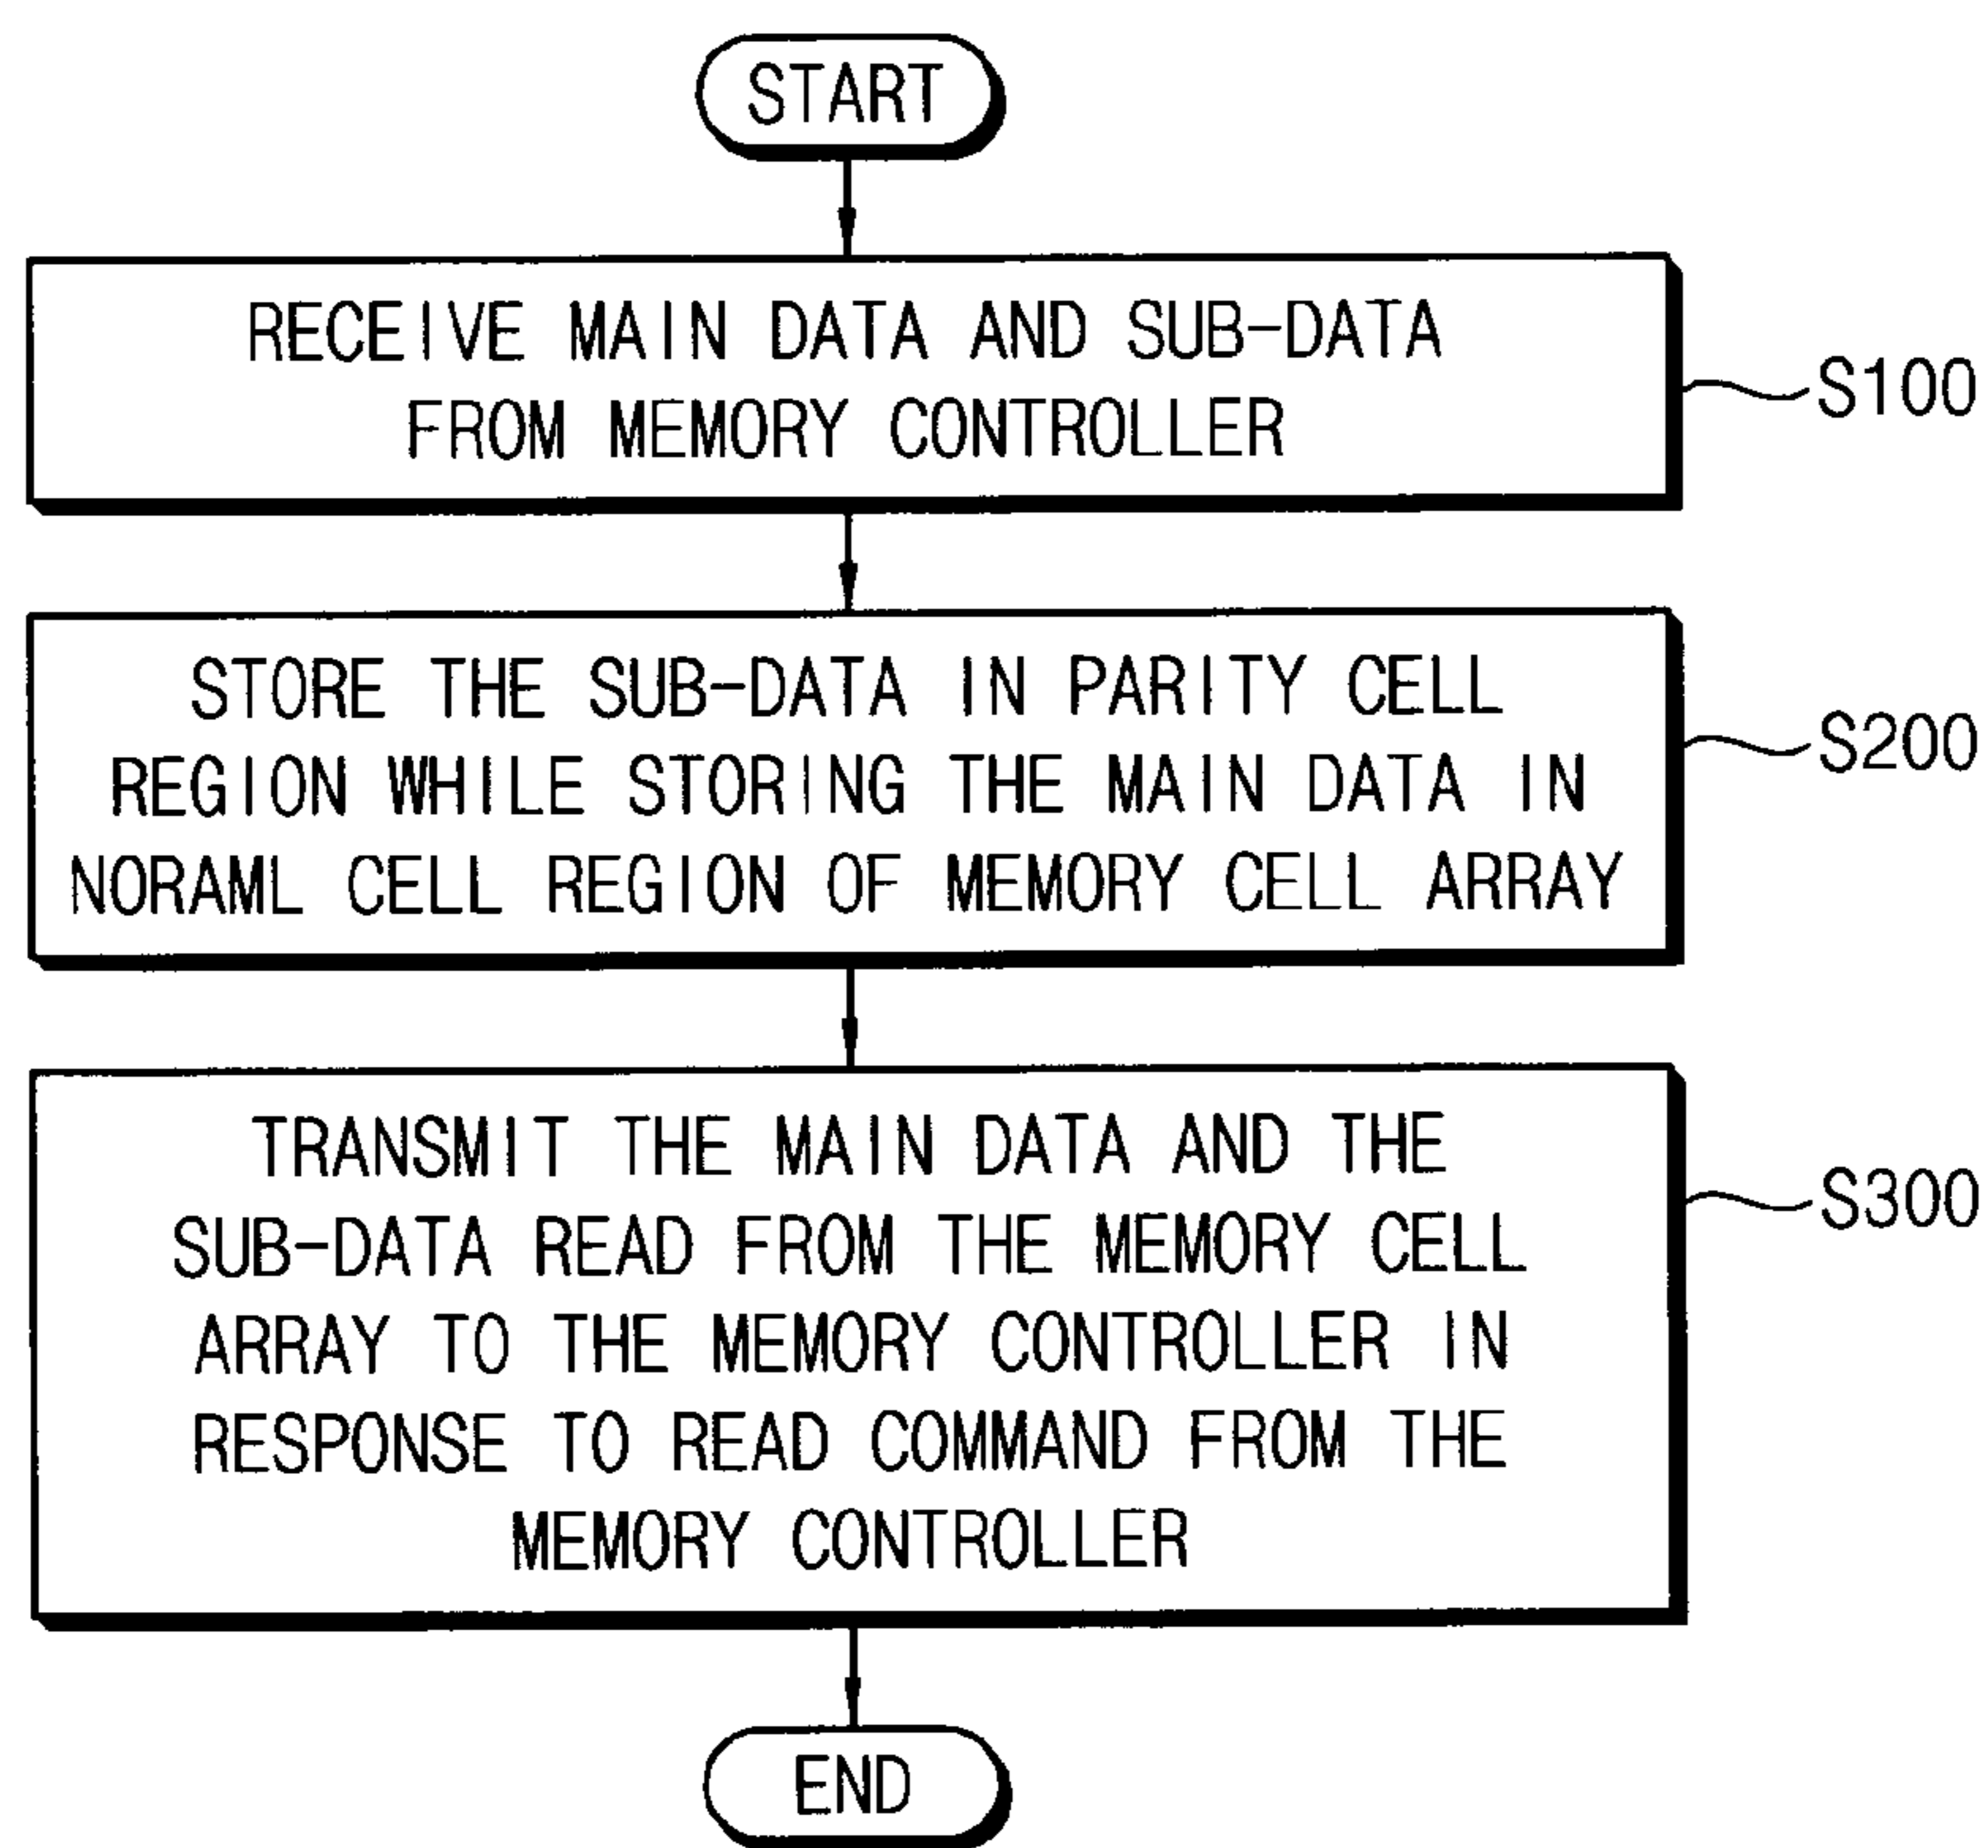 START
RECEIVE MAIN DATA AND SUB-DATA
FROM MEMORY CONTROLLER
S100
STORE THE SUB-DATA IN PARITY CELL
REGION WHILE STORING THE MAIN DATA IN
NORAML CELL REGION OF MEMORY CELL ARRAY
S200
TRANSMIT THE MAIN DATA AND THE
SUB-DATA READ FROM THE MEMORY CELL
ARRAY TO THE MEMORY CONTROLLER IN
RESPONSE TO READ COMMAND FROM THE
MEMORY CONTROLLER
S300
END